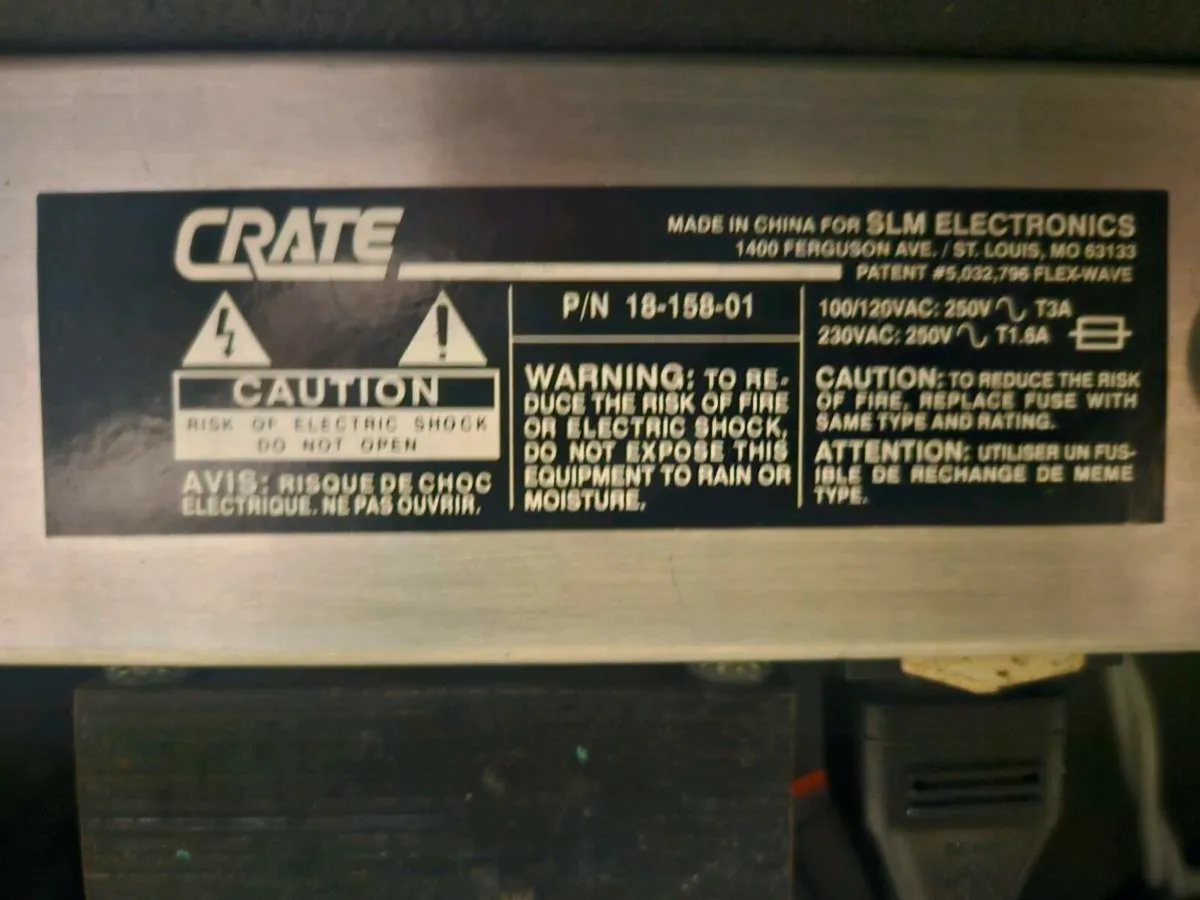 CRATE
MADE IN CHINA FOR SLM ELECTRONICS
1400 FERGUSON AVE. / ST. LOUIS, MO 63133
PATENT #5,032,796 FLEX-WAVE
CAUTION
RISK OF ELECTRIC SHOCK
DO NOT OPEN
AVIS: RISQUE DE CHOC
ELECTRIQUE. NE PAS OUVRIR.
P/N 18-158-01
WARNING: TO RE-
DUCE THE RISK OF FIRE
OR ELECTRIC SHOCK,
DO NOT EXPOSE THIS
EQUIPMENT TO RAIN OR
MOISTURE.
100/120VAC: 250V T3A
230VAC: 250V T1.6A
CAUTION: TO REDUCE THE RISK
OF FIRE, REPLACE FUSE WITH
SAME TYPE AND RATING.
ATTENTION: UTILISER UN FUS-
IBLE DE RECHANGE DE MEME
TYPE.